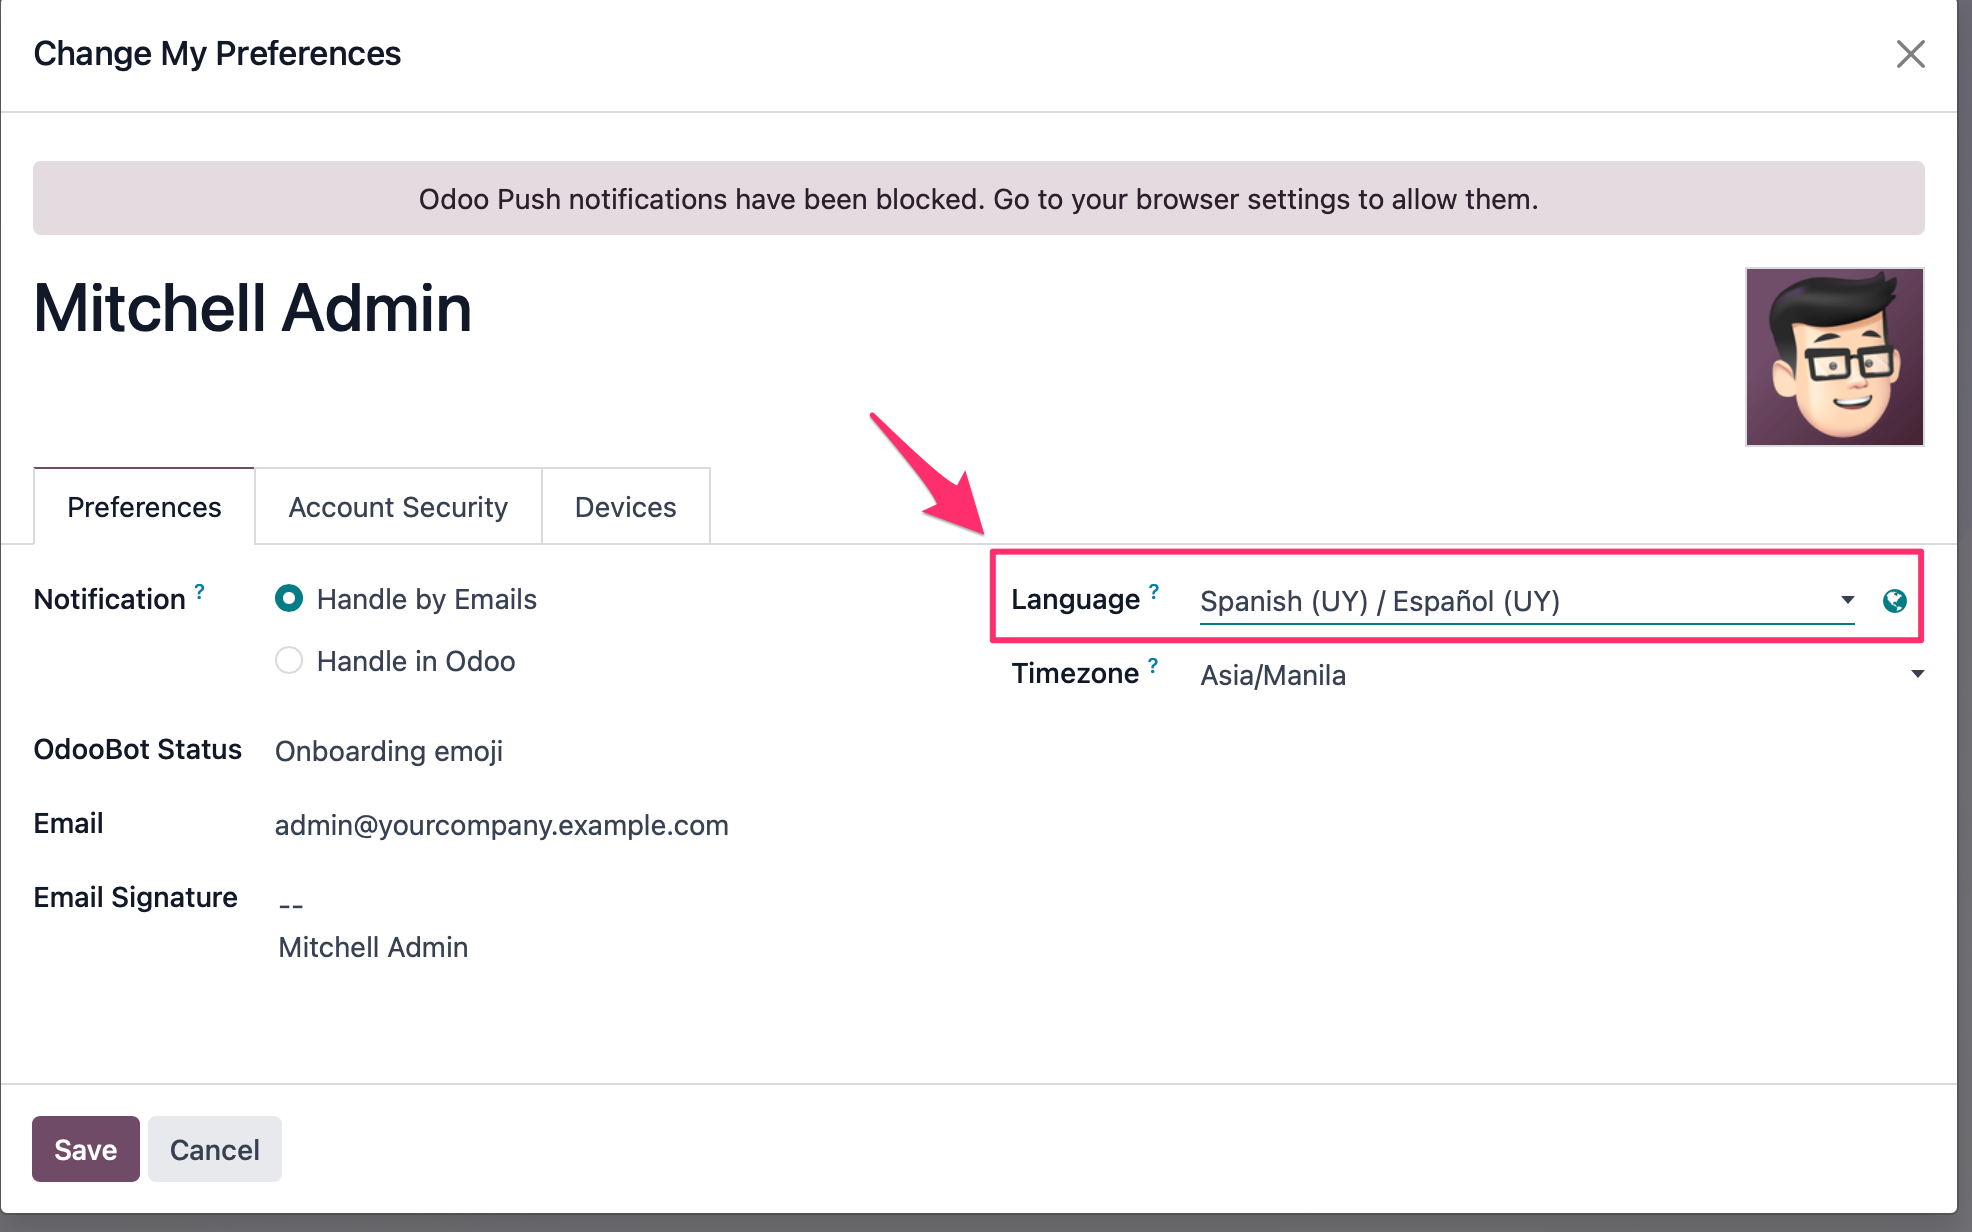 Change My Preferences
Odoo Push notifications have been blocked. Go to your browser settings to allow them.
Mitchell Admin
Preferences Account Security Devices
Notification ? Handle by Emails
Handle in Odoo
OdooBot Status Onboarding emoji
Email admin@yourcompany.example.com
Email Signature --
Mitchell Admin
Language ? Spanish (UY) / Español (UY)
Timezone ? Asia/Manila
Save Cancel